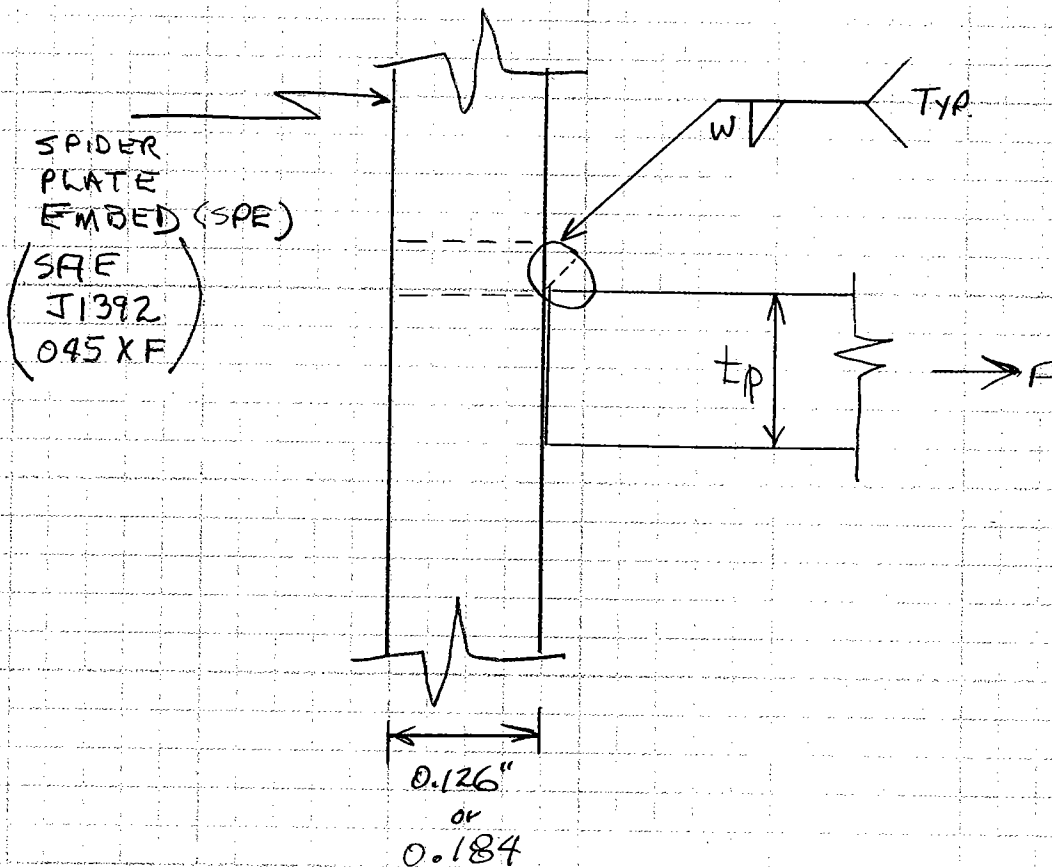 SPIDER
PLATE
EMBED (SPE)
(SAE
J1392
045 XF)
W
TYP.
tp
F
0.126"
or
0.184